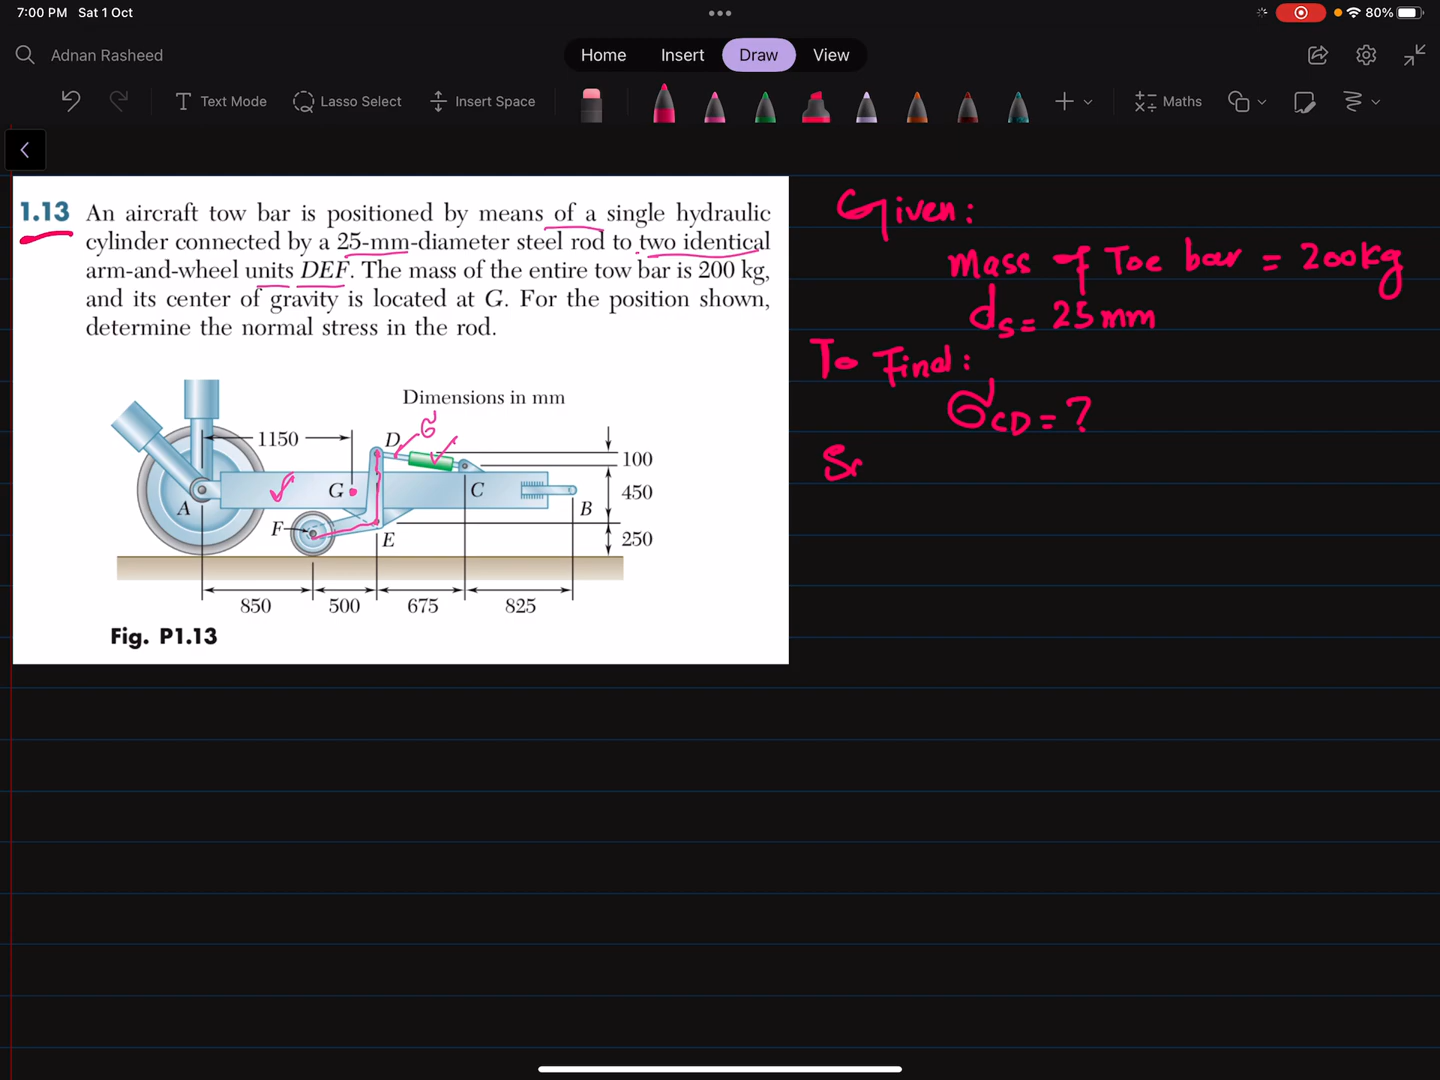 7:00 PM Sat 1 Oct
80%
Adnan Rasheed
Home Insert Draw View
Text Mode Lasso Select Insert Space Maths
1.13 An aircraft tow bar is positioned by means of a single hydraulic
cylinder connected by a 25-mm-diameter steel rod to two identical
arm-and-wheel units DEF. The mass of the entire tow bar is 200 kg,
and its center of gravity is located at G. For the position shown,
determine the normal stress in the rod.
Dimensions in mm
1150
D
σ
100
A
G
C
450
B
F
E
250
850 500 675 825
Fig. P1.13
Given:
Mass of Toe bar = 200kg
ds = 25mm
To Find:
σCD = ?
So